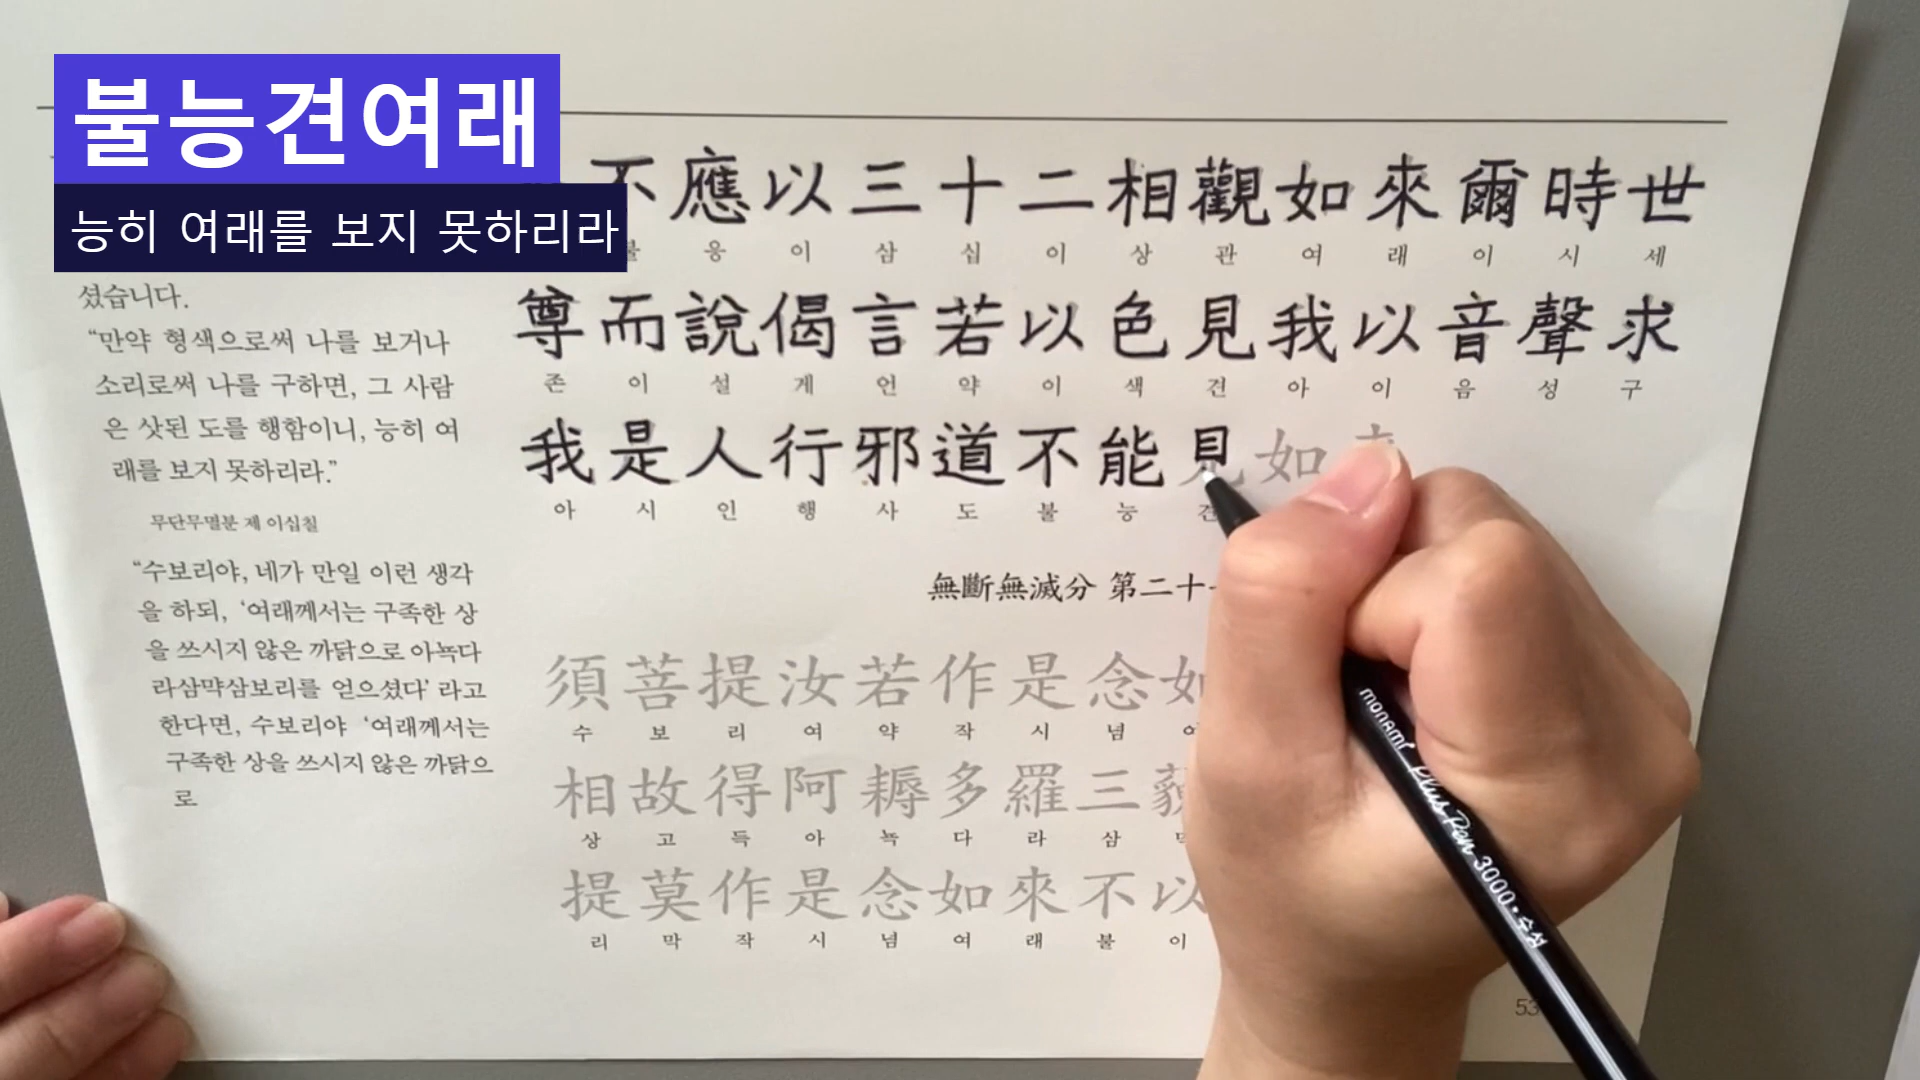 불능견여래
능히 여래를 보지 못하리라
셨습니다.
“만약 형색으로써 나를 보거나
소리로써 나를 구하면, 그 사람
은 삿된 도를 행함이니, 능히 여
래를 보지 못하리라.”
무단무멸분 제 이십칠
“수보리야, 네가 만일 이런 생각
을 하되, ‘여래께서는 구족한 상
을 쓰시지 않은 까닭으로 아뇩다
라삼먁삼보리를 얻으셨다’ 라고
한다면, 수보리야 ‘여래께서는
구족한 상을 쓰시지 않은 까닭으
로
不應以三十二相觀如來爾時世
불 응 이 삼 십 이 상 관 여 래 이 시 세
尊而說偈言若以色見我以音聲求
존 이 설 게 언 약 이 색 견 아 이 음 성 구
我是人行邪道不能見如
아 시 인 행 사 도 불 능 견
無斷無滅分 第二十
須菩提汝若作是念如
수 보 리 여 약 작 시 념 여
相故得阿耨多羅三藐
상 고 득 아 뇩 다 라 삼 먁
提莫作是念如來不以
리 막 작 시 념 여 래 불 이
53
monami Plus Pen 3000 · 수성